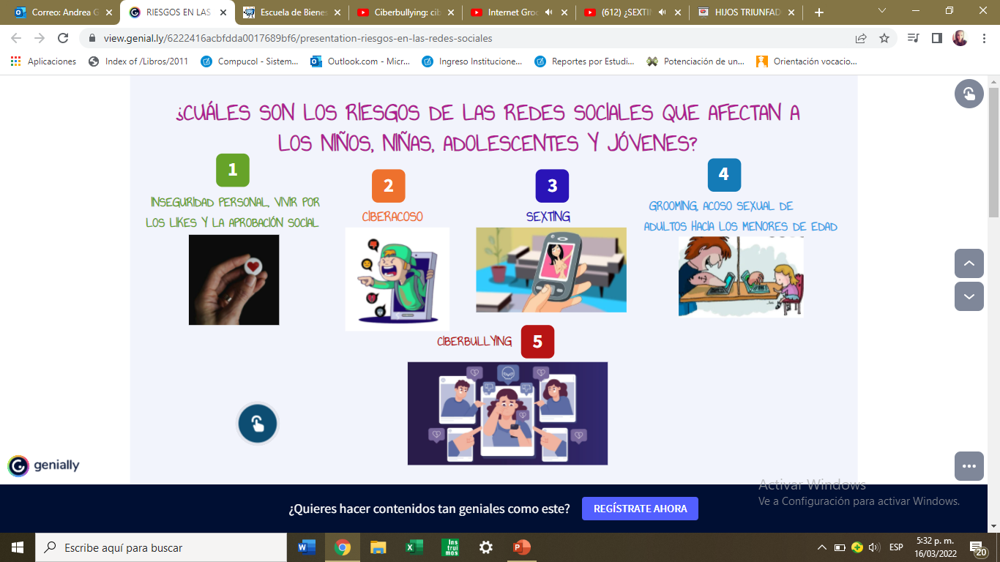 Correo: Andrea G
RIESGOS EN LAS
Escuela de Bienes
Ciberbullying: cib
Internet Groo
(612) ¿SEXTIN
HIJOS TRIUNFAD
view.genial.ly/6222416acbfdda0017689bf6/presentation-riesgos-en-las-redes-sociales
Aplicaciones
Index of /Libros/2011
Compucol - Sistem...
Outlook.com - Micr...
Ingreso Institucione...
Reportes por Estudi...
Potenciación de un...
Orientación vocacio...
¿CUÁLES SON LOS RIESGOS DE LAS REDES SOCIALES QUE AFECTAN A
LOS NIÑOS, NIÑAS, ADOLESCENTES Y JÓVENES?
1
INSEGURIDAD PERSONAL, VIVIR POR
LOS LIKES Y LA APROBACIÓN SOCIAL
2
CIBERACOSO
3
SEXTING
4
GROOMING, ACOSO SEXUAL DE
ADULTOS HACIA LOS MENORES DE EDAD
CIBERBULLYING
5
genially
¿Quieres hacer contenidos tan geniales como este?
REGÍSTRATE AHORA
Activar Windows
Ve a Configuración para activar Windows.
Escribe aquí para buscar
Ins
trui
mos
ESP
5:32 p. m.
16/03/2022
20